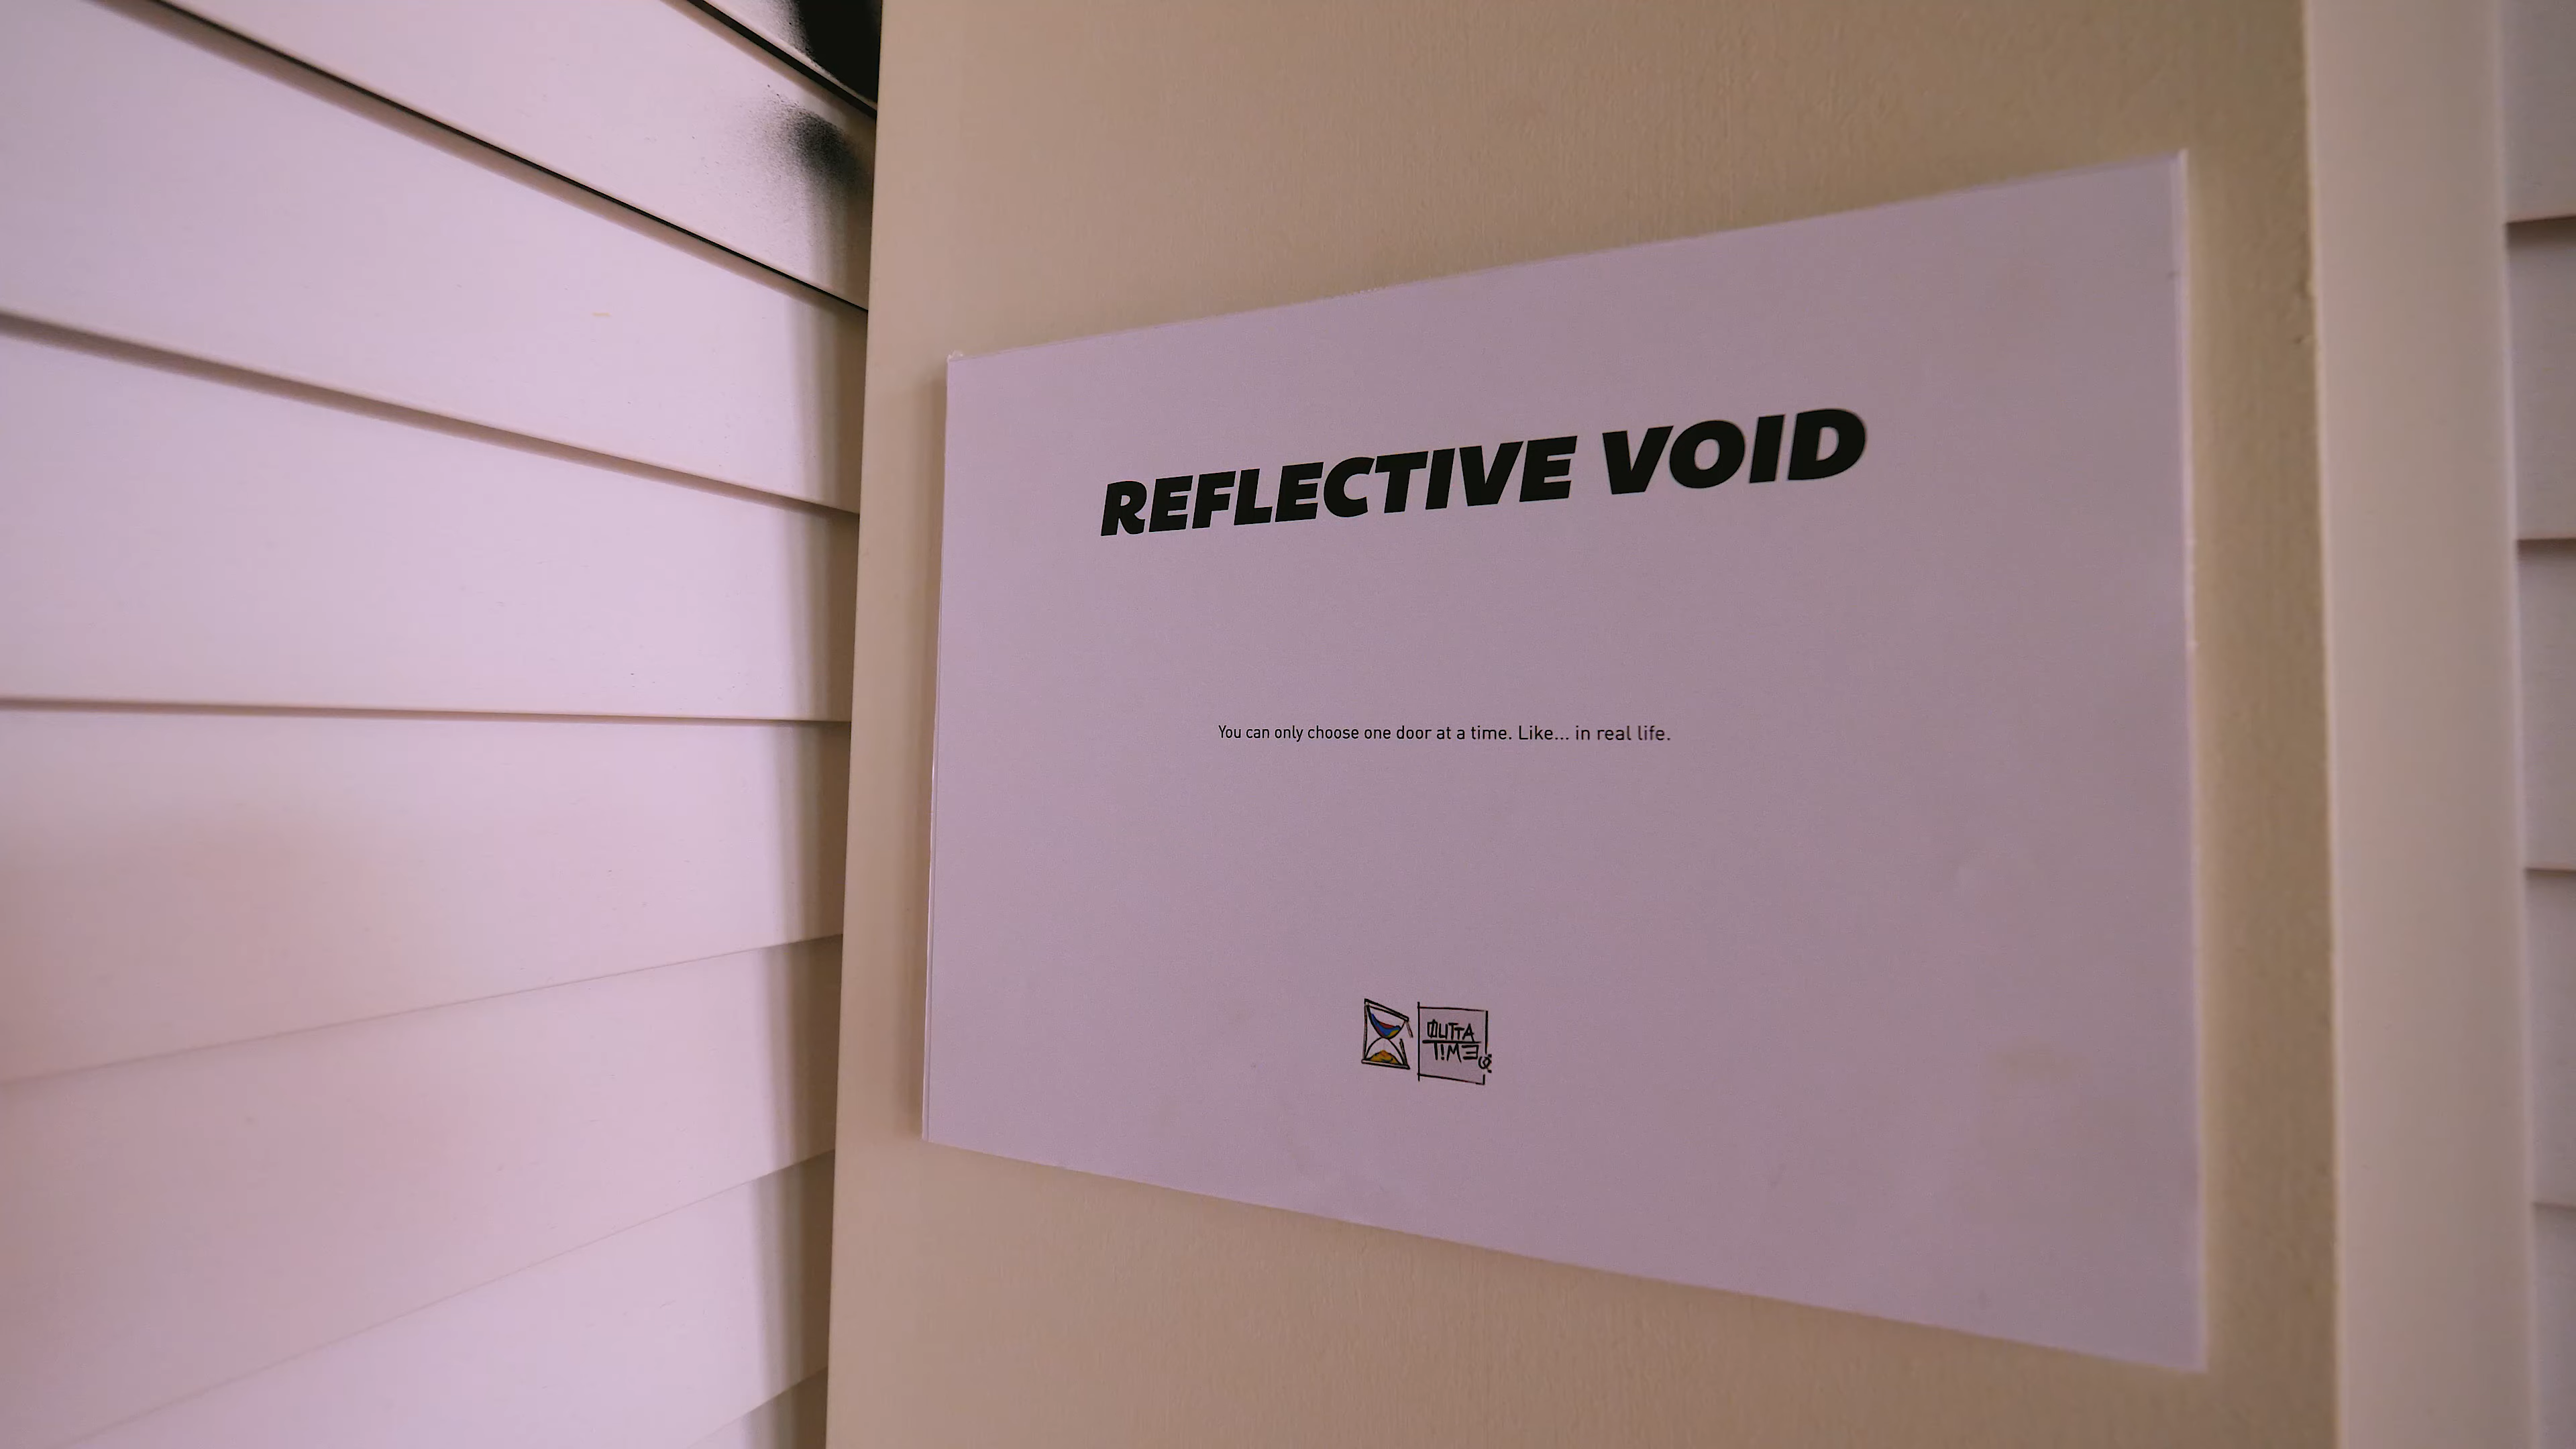 REFLECTIVE VOID
You can only choose one door at a time. Like... in real life.
OUTTA
TIME